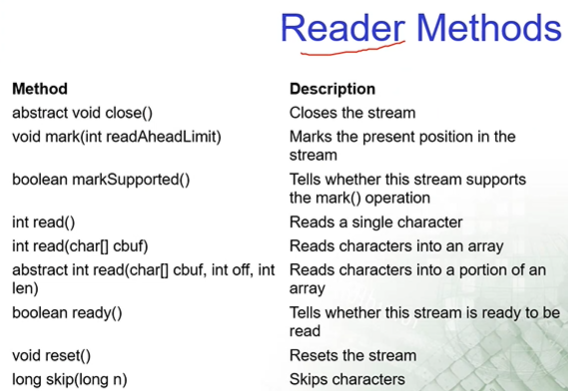 Reader Methods
Method Description
abstract void close() Closes the stream
void mark(int readAheadLimit) Marks the present position in the
stream
boolean markSupported() Tells whether this stream supports
the mark() operation
int read() Reads a single character
int read(char[] cbuf) Reads characters into an array
abstract int read(char[] cbuf, int off, int Reads characters into a portion of an
len) array
boolean ready() Tells whether this stream is ready to be
read
void reset() Resets the stream
long skip(long n) Skips characters